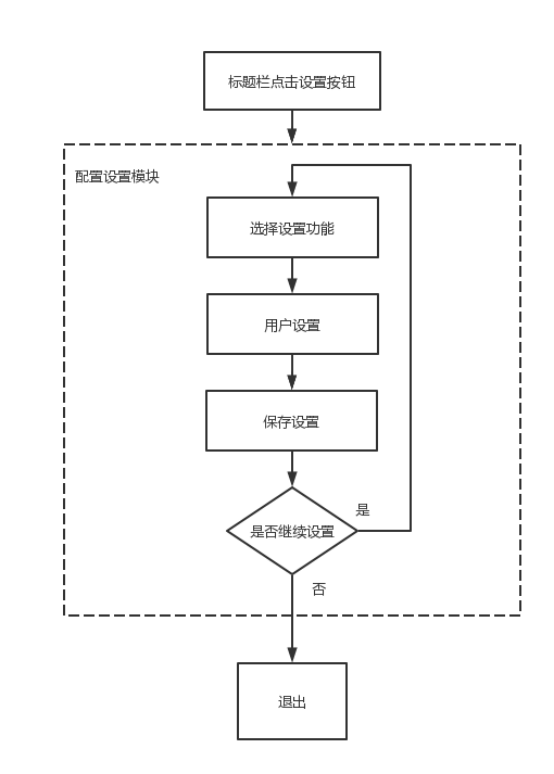 标题栏点击设置按钮
配置设置模块
选择设置功能
用户设置
保存设置
是
是否继续设置
否
退出